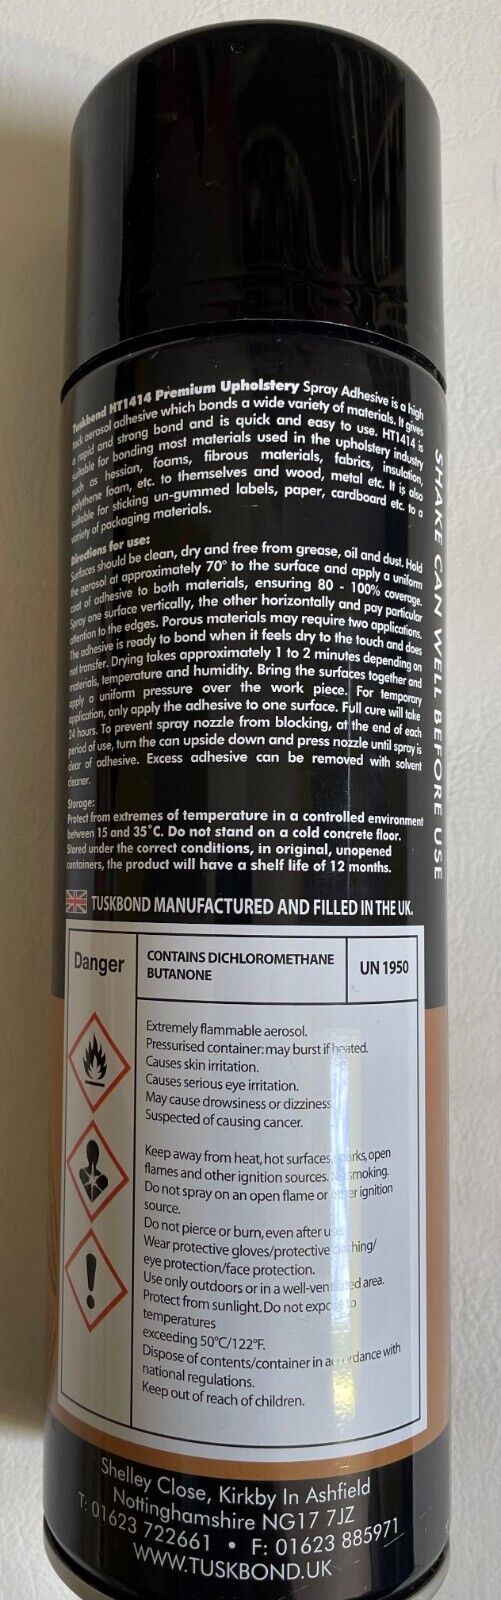 Tuskbond HT1414 Premium Upholstery Spray Adhesive is a high
tack aerosol adhesive which bonds a wide variety of materials. It gives
a rapid and strong bond and is quick and easy to use. HT1414 is
suitable for bonding most materials used in the upholstery industry
such as hessian, foams, fibrous materials, fabrics, insulation,
polythene foam, etc. to themselves and wood, metal etc. It is also
suitable for sticking un-gummed labels, paper, cardboard etc. to a
variety of packaging materials.
Directions for use:
Surfaces should be clean, dry and free from grease, oil and dust. Hold
the aerosol at approximately 70° to the surface and apply a uniform
coat of adhesive to both materials, ensuring 80 - 100% coverage.
Spray one surface vertically, the other horizontally and pay particular
attention to the edges. Porous materials may require two applications.
The adhesive is ready to bond when it feels dry to the touch and does
not transfer. Drying takes approximately 1 to 2 minutes depending on
materials, temperature and humidity. Bring the surfaces together and
apply a uniform pressure over the work piece. For temporary
application, only apply the adhesive to one surface. Full cure will take
24 hours. To prevent spray nozzle from blocking, at the end of each
period of use, turn the can upside down and press nozzle until spray is
clear of adhesive. Excess adhesive can be removed with solvent
cleaner.
Storage:
Protect from extremes of temperature in a controlled environment
between 15 and 35°C. Do not stand on a cold concrete floor.
Stored under the correct conditions, in original, unopened
containers, the product will have a shelf life of 12 months.
SHAKE CAN WELL BEFORE USE
TUSKBOND MANUFACTURED AND FILLED IN THE UK.
Danger
CONTAINS DICHLOROMETHANE
BUTANONE
UN 1950
Extremely flammable aerosol.
Pressurised container: may burst if heated.
Causes skin irritation.
Causes serious eye irritation.
May cause drowsiness or dizziness.
Suspected of causing cancer.
Keep away from heat, hot surfaces, sparks, open
flames and other ignition sources. No smoking.
Do not spray on an open flame or other ignition
source.
Do not pierce or burn, even after use.
Wear protective gloves/protective clothing/
eye protection/face protection.
Use only outdoors or in a well-ventilated area.
Protect from sunlight. Do not expose to
temperatures
exceeding 50°C/122°F.
Dispose of contents/container in accordance with
national regulations.
Keep out of reach of children.
Shelley Close, Kirkby In Ashfield
Nottinghamshire NG17 7JZ
T: 01623 722661 • F: 01623 885971
WWW.TUSKBOND.UK